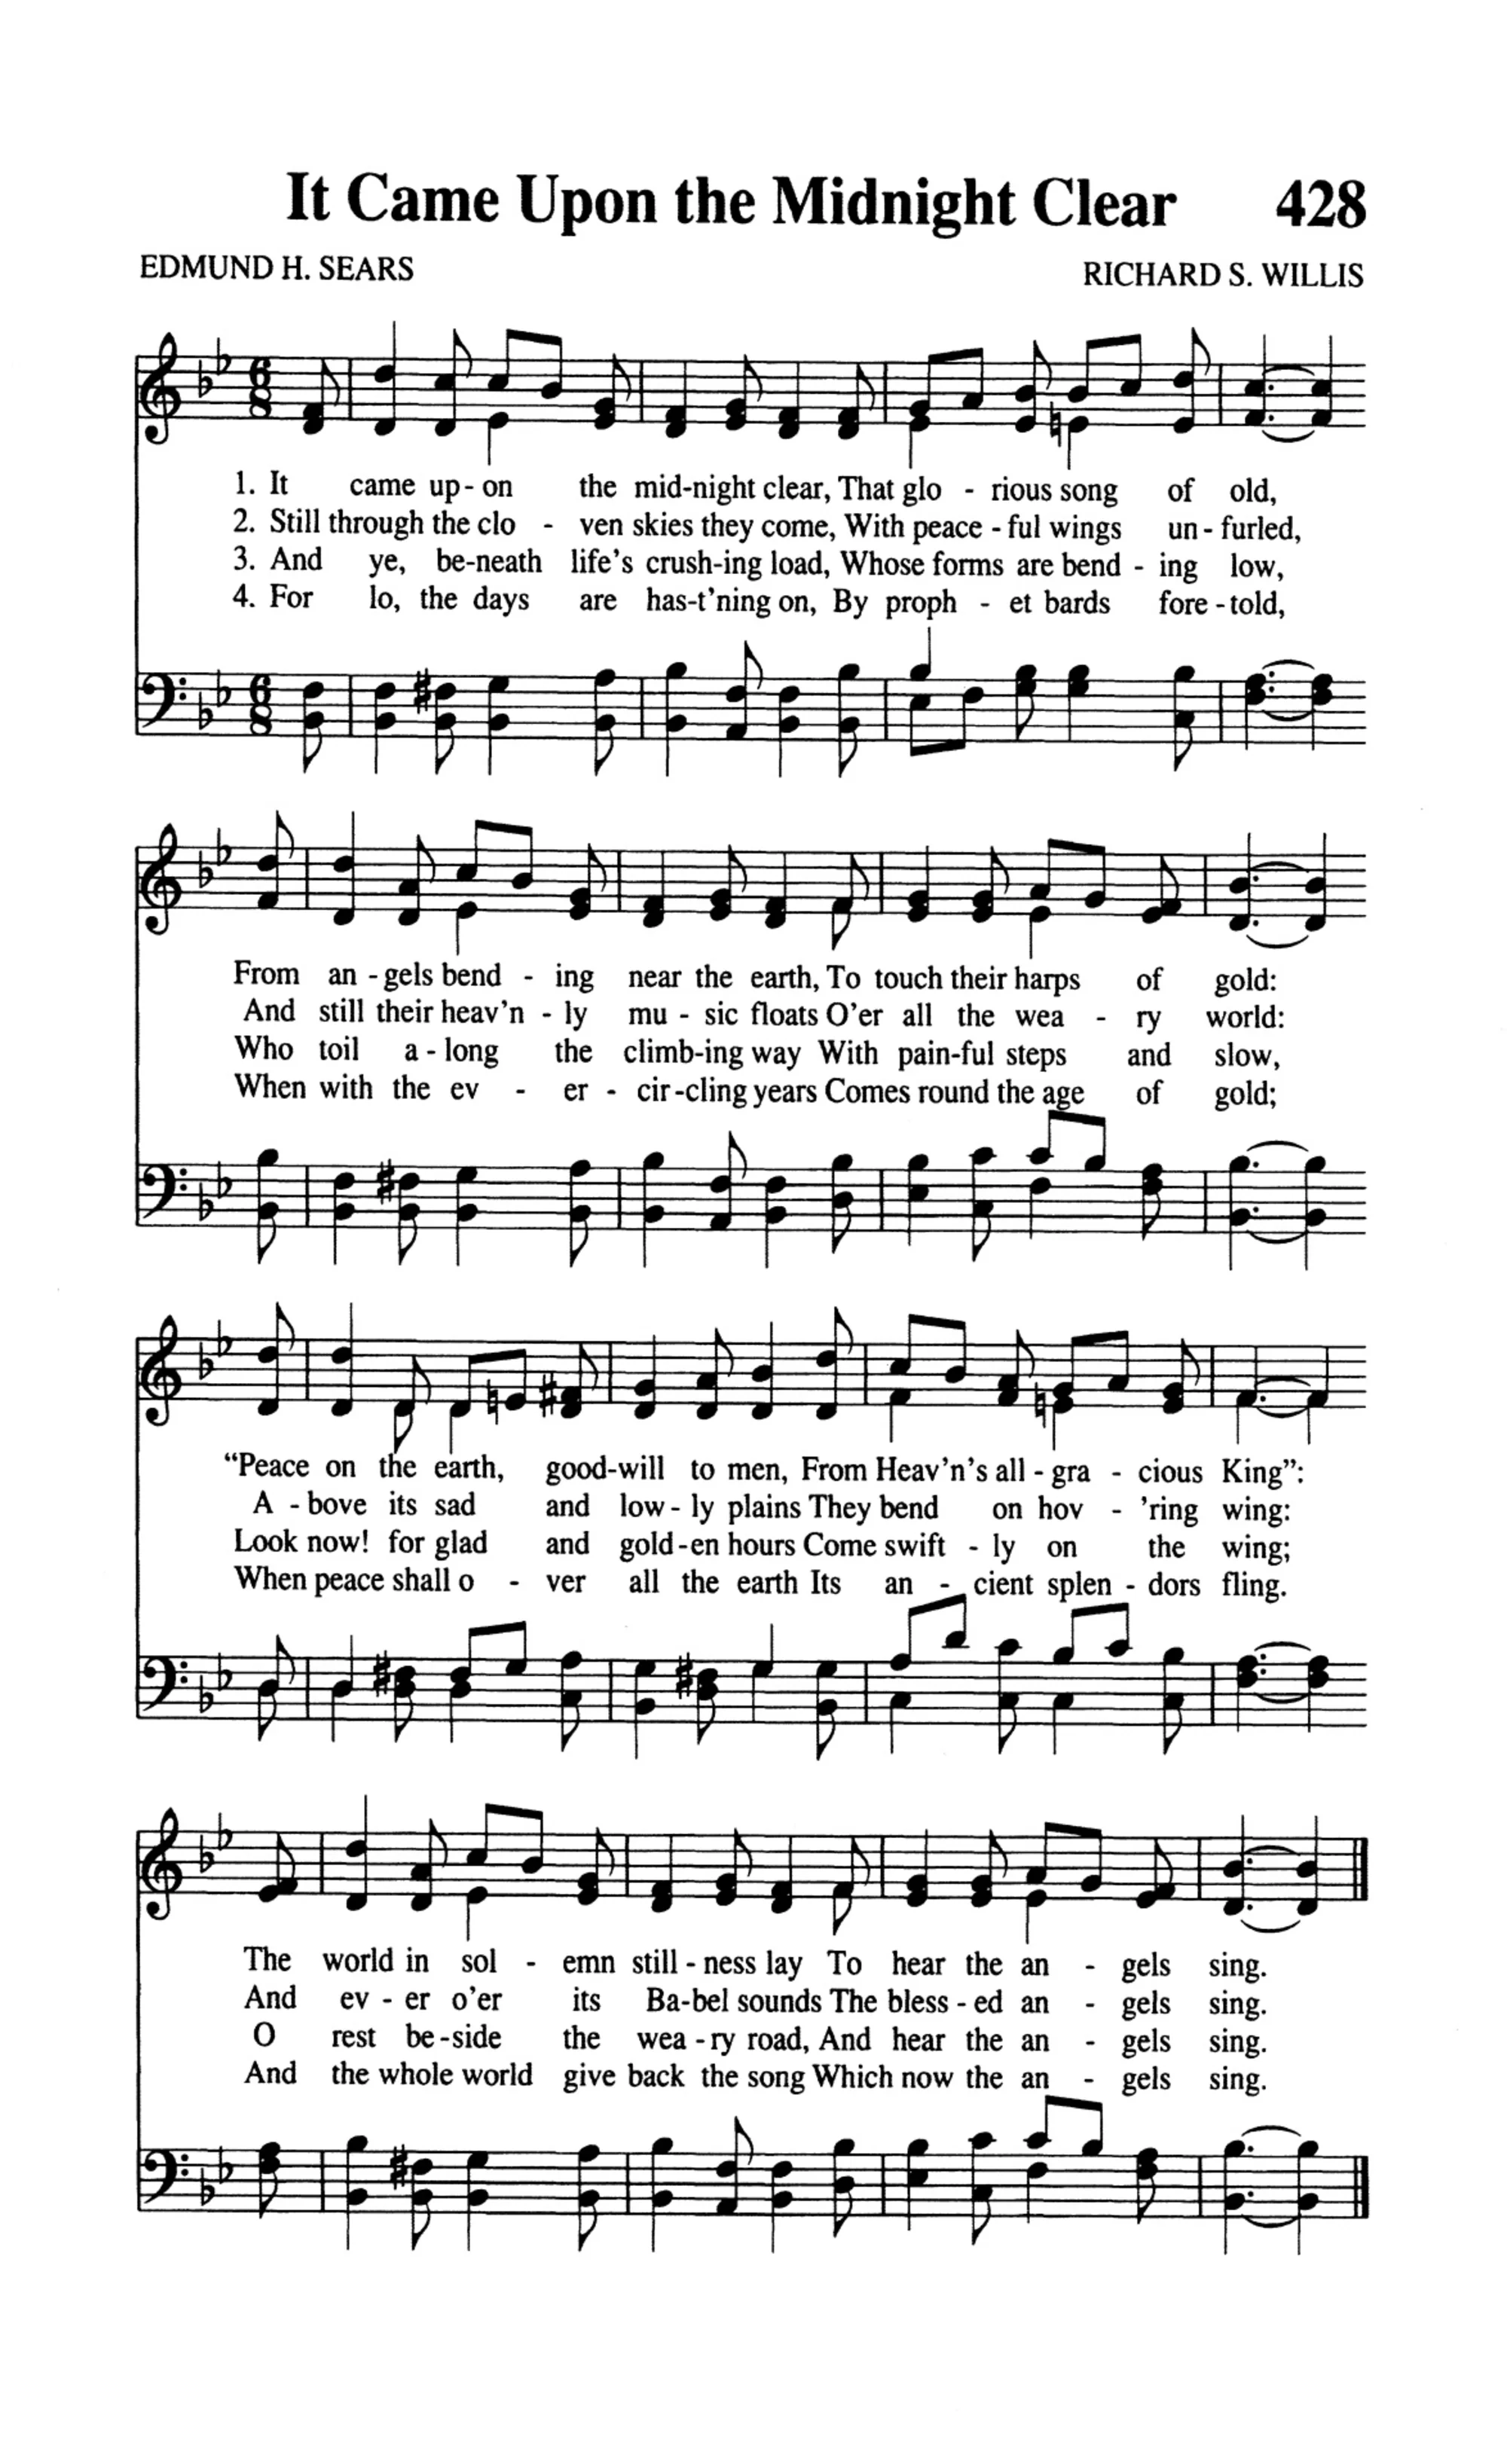 It Came Upon the Midnight Clear 428
EDMUND H. SEARS RICHARD S. WILLIS
1. It came up - on the mid-night clear, That glo - rious song of old,
2. Still through the clo - ven skies they come, With peace - ful wings un - furled,
3. And ye, be-neath life's crush-ing load, Whose forms are bend - ing low,
4. For lo, the days are has-t'ning on, By proph - et bards fore - told,
From an - gels bend - ing near the earth, To touch their harps of gold:
And still their heav'n - ly mu - sic floats O'er all the wea - ry world:
Who toil a - long the climb-ing way With pain-ful steps and slow,
When with the ev - er - cir-cling years Comes round the age of gold;
“Peace on the earth, good-will to men, From Heav'n's all - gra - cious King”:
A - bove its sad and low - ly plains They bend on hov - 'ring wing:
Look now! for glad and gold - en hours Come swift - ly on the wing;
When peace shall o - ver all the earth Its an - cient splen - dors fling.
The world in sol - emn still - ness lay To hear the an - gels sing.
And ev - er o'er its Ba-bel sounds The bless - ed an - gels sing.
O rest be - side the wea - ry road, And hear the an - gels sing.
And the whole world give back the song Which now the an - gels sing.